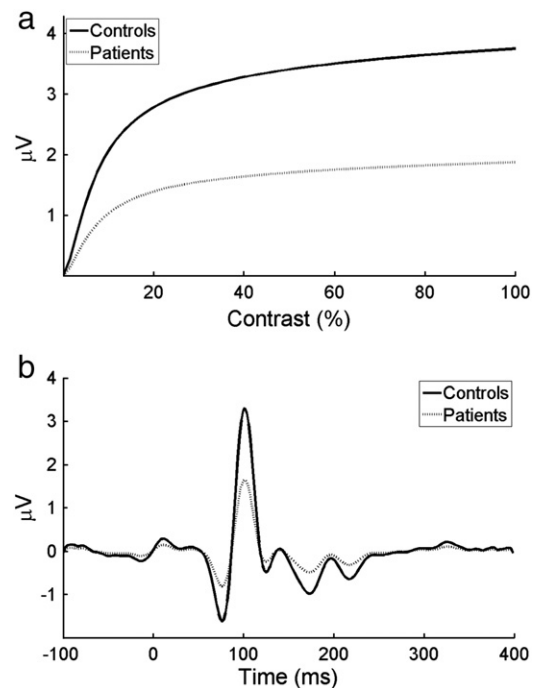 a
4
Controls
Patients
3
μV
2
1
20 40 60 80 100
Contrast (%)
b
4
Controls
Patients
3
2
μV
1
0
-1
-100 0 100 200 300 400
Time (ms)